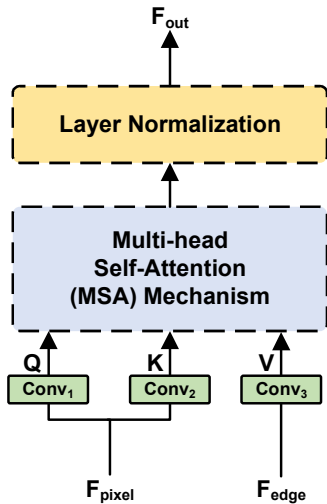 F_out
Layer Normalization
Multi-head
Self-Attention
(MSA) Mechanism
Q K V
Conv₁ Conv₂ Conv₃
F_pixel F_edge